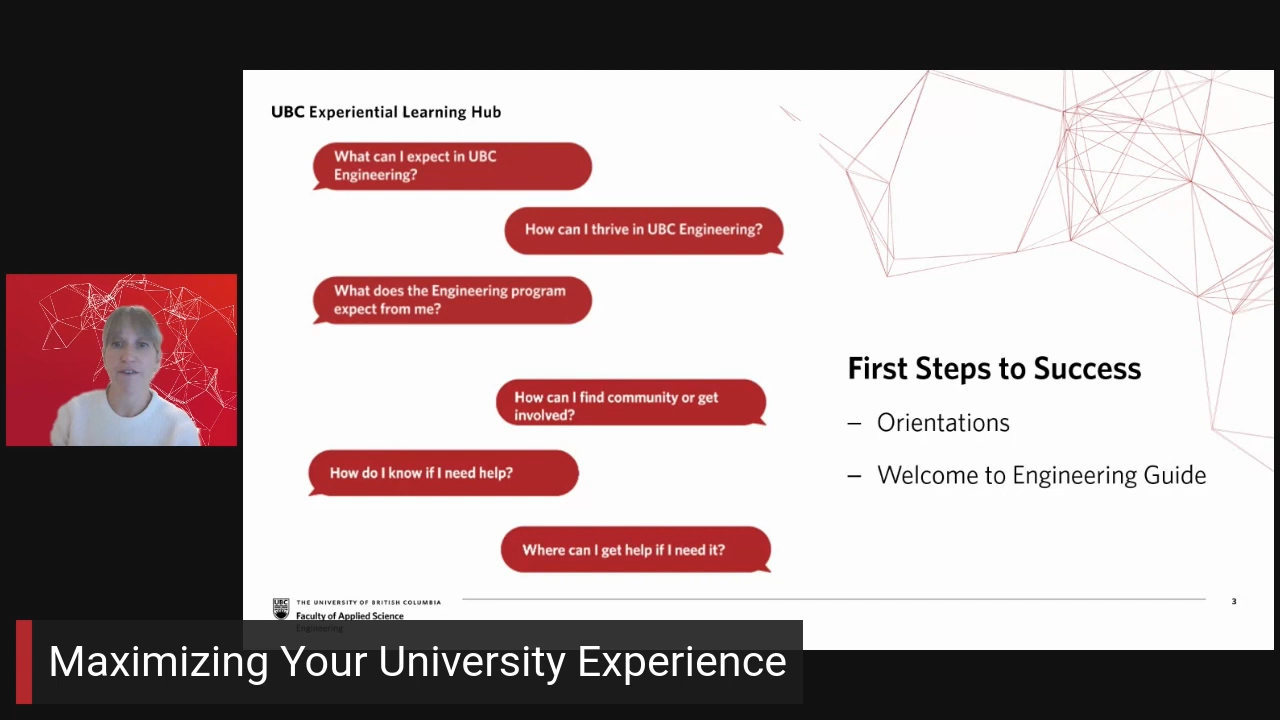 UBC Experiential Learning Hub
What can I expect in UBC
Engineering?
How can I thrive in UBC Engineering?
What does the Engineering program
expect from me?
How can I find community or get
involved?
How do I know if I need help?
Where can I get help if I need it?
First Steps to Success
– Orientations
– Welcome to Engineering Guide
UBC
THE UNIVERSITY OF BRITISH COLUMBIA
Faculty of Applied Science
Engineering
3
Maximizing Your University Experience